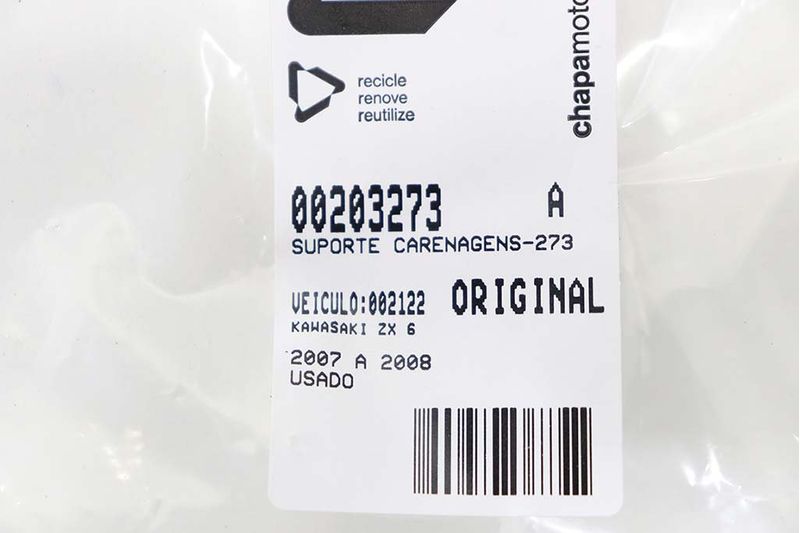 recicle
renove
reutilize
chapamoto
00203273 A
SUPORTE CARENAGENS-273
VEICULO:002122 ORIGINAL
KAWASAKI ZX 6
2007 A 2008
USADO